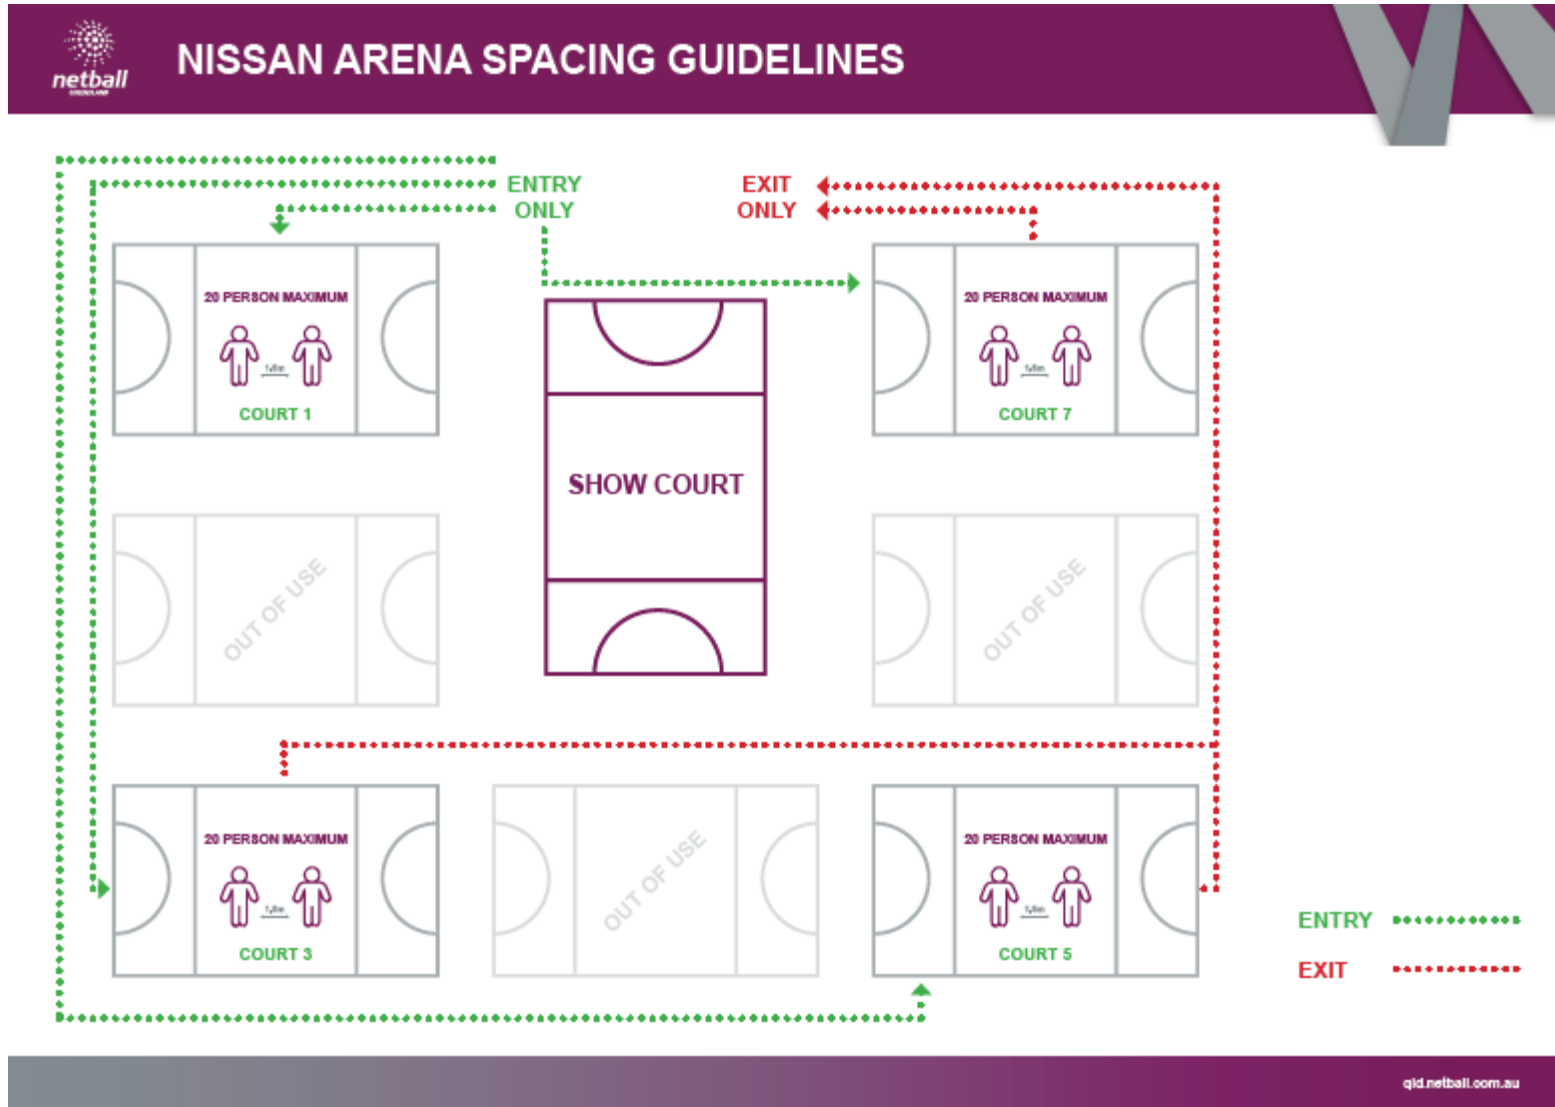 netball
QUEENSLAND
NISSAN ARENA SPACING GUIDELINES
ENTRY
ONLY
EXIT
ONLY
20 PERSON MAXIMUM
COURT 1
20 PERSON MAXIMUM
COURT 7
SHOW COURT
OUT OF USE
OUT OF USE
20 PERSON MAXIMUM
COURT 3
OUT OF USE
20 PERSON MAXIMUM
COURT 5
ENTRY
EXIT
qld.netball.com.au